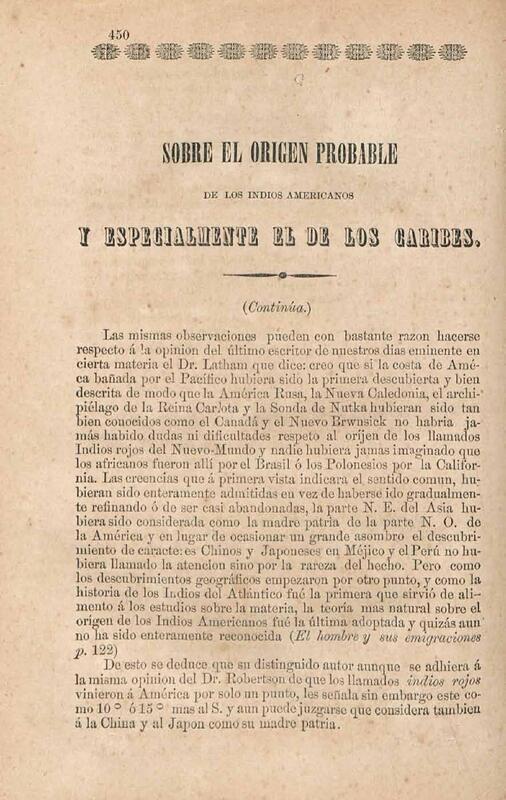 450
SOBRE EL ORIGEN PROBABLE
DE LOS INDIOS AMERICANOS
Y ESPECIALMENTE EL DE LOS CARIBES.
(Continúa.)
Las mismas observaciones pueden con bastante razon hacerse
respecto á la opinion del último escritor de nuestros dias eminente en
cierta materia el Dr. Latham que dice: creo que si la costa de Amé-
ca bañada por el Pacífico hubiera sido la primera descubierta y bien
descrita de modo que la América Rusa, la Nueva Caledonia, el archi-
piélago de la Reina Carlota y la Sonda de Nutka hubieran sido tan
bien conocidos como el Canadá y el Nuevo Brwnsick no habria ja-
más habido dudas ni dificultades respeto al oríjen de los llamados
Indios rojos del Nuevo-Mundo y nadie hubiera jamas imaginado que
los africanos fueron allí por el Brasil ó los Polonesios por la Califor-
nia. Las creencias que á primera vista indicara el sentido comun, hu-
bieran sido enteramente admitidas en vez de haberse ido gradualmen-
te refinando ó de ser casi abandonadas, la parte N. E. del Asia hu-
biera sido considerada como la madre patria de la parte N. O. de
la América y en lugar de ocasionar un grande asombro el descubri-
miento de caracte:es Chinos y Japoneses en Méjico y el Perú no hu-
biera llamado la atencion sino por la rareza del hecho. Pero como
los descubrimientos geográficos empezaron por otro punto, y como la
historia de los Indios del Atlántico fué la primera que sirvió de ali-
mento á los estudios sobre la materia, la teoría mas natural sobre el
origen de los Indios Americanos fué la última adoptada y quizás aun
no ha sido enteramente reconocida (El hombre y sus emigraciones
p. 122)
De esto se deduce que su distinguido autor aunque se adhiera á
la misma opinion del Dr. Robertson de que los llamados indios rojos
vinieron á América por solo un punto, les señala sin embargo este co-
mo 10° ó 15° mas al S. y aun puede juzgarse que considera tambien
á la China y al Japon como su madre patria.